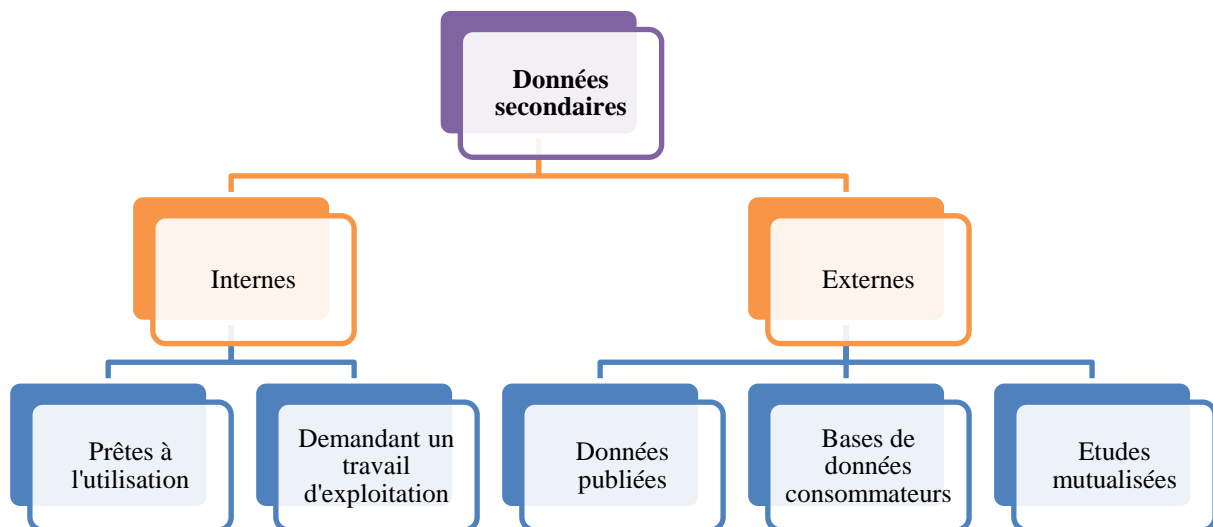 Données
secondaires
Internes
Externes
Prêtes à
l'utilisation
Demandant un
travail
d'exploitation
Données
publiées
Bases de
données
consommateurs
Etudes
mutualisées